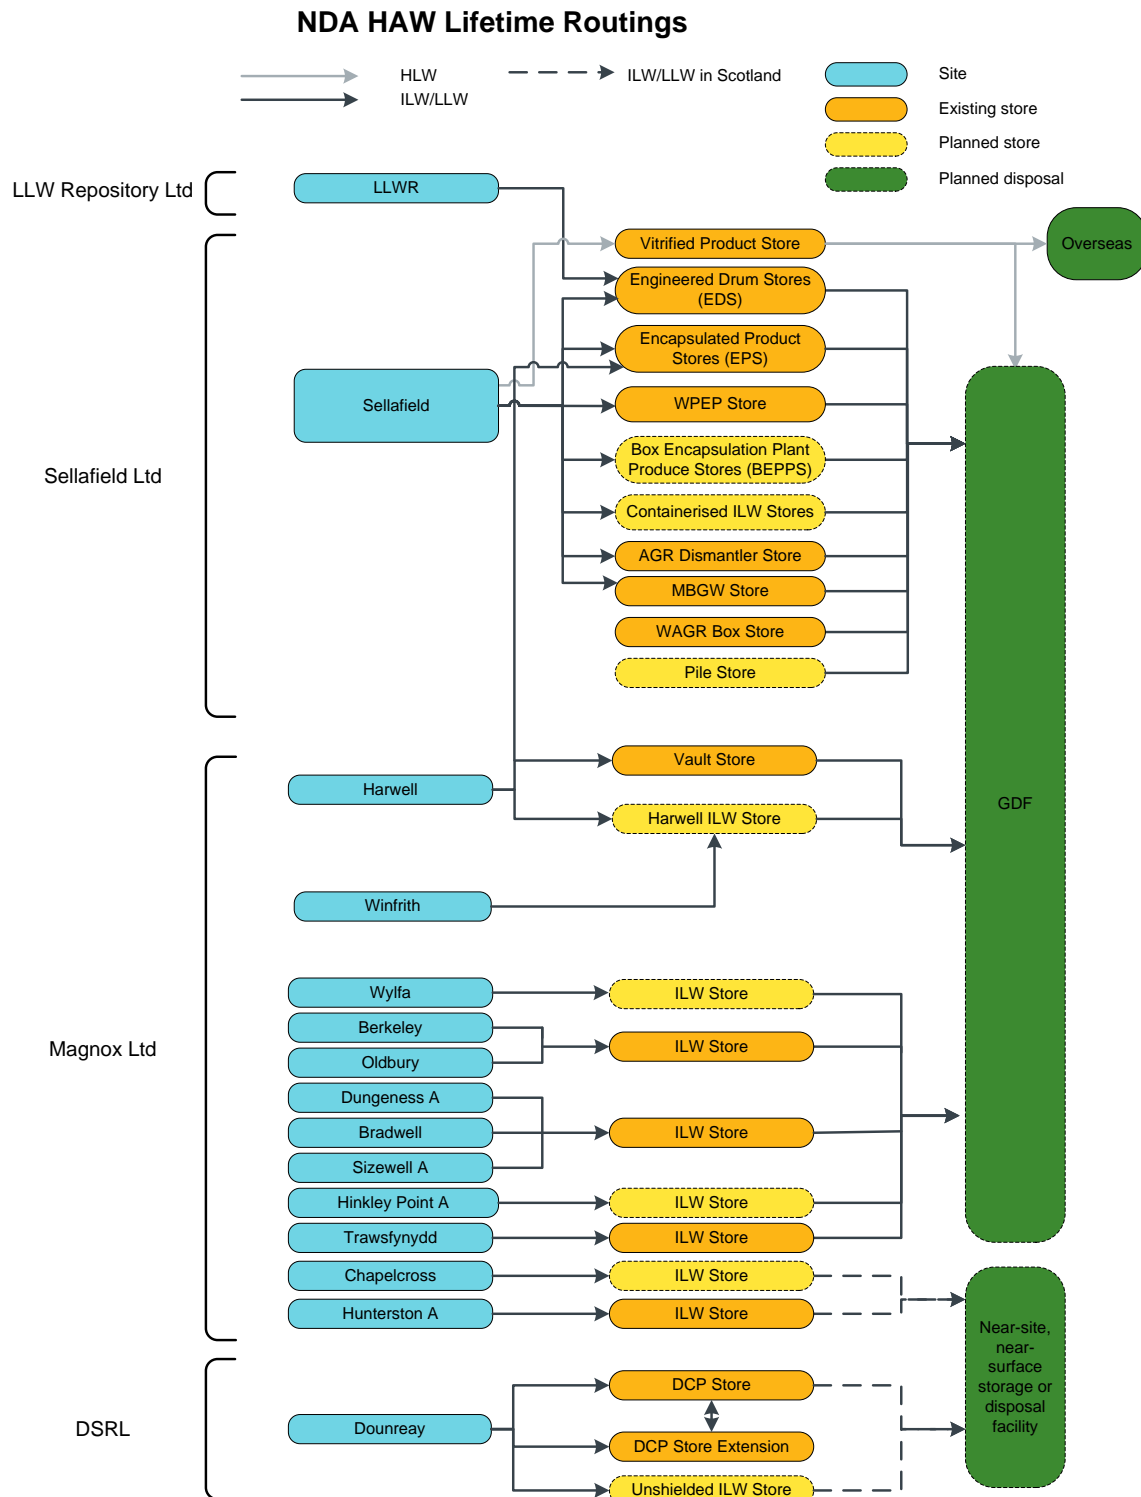 NDA HAW Lifetime Routings
HLW
ILW/LLW
ILW/LLW in Scotland
Site
Existing store
Planned store
Planned disposal
LLW Repository Ltd
LLWR
Sellafield Ltd
Sellafield
Vitrified Product Store
Overseas
Engineered Drum Stores
(EDS)
Encapsulated Product
Stores (EPS)
WPEP Store
Box Encapsulation Plant
Produce Stores (BEPPS)
Containerised ILW Stores
AGR Dismantler Store
MBGW Store
WAGR Box Store
Pile Store
GDF
Magnox Ltd
Harwell
Vault Store
Harwell ILW Store
Winfrith
Wylfa
ILW Store
Berkeley
Oldbury
ILW Store
Dungeness A
Bradwell
Sizewell A
ILW Store
Hinkley Point A
ILW Store
Trawsfynydd
ILW Store
Chapelcross
ILW Store
Hunterston A
ILW Store
Near-site,
near-
surface
storage or
disposal
facility
DSRL
Dounreay
DCP Store
DCP Store Extension
Unshielded ILW Store